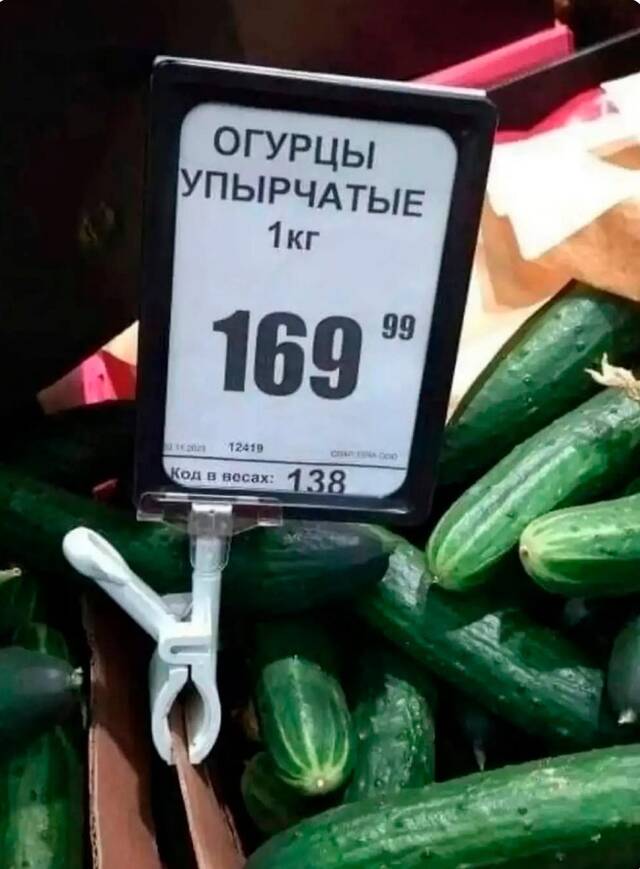 ОГУРЦЫ
УПЫРЧАТЫЕ
1кг
169 99
12419
Код в весах: 138